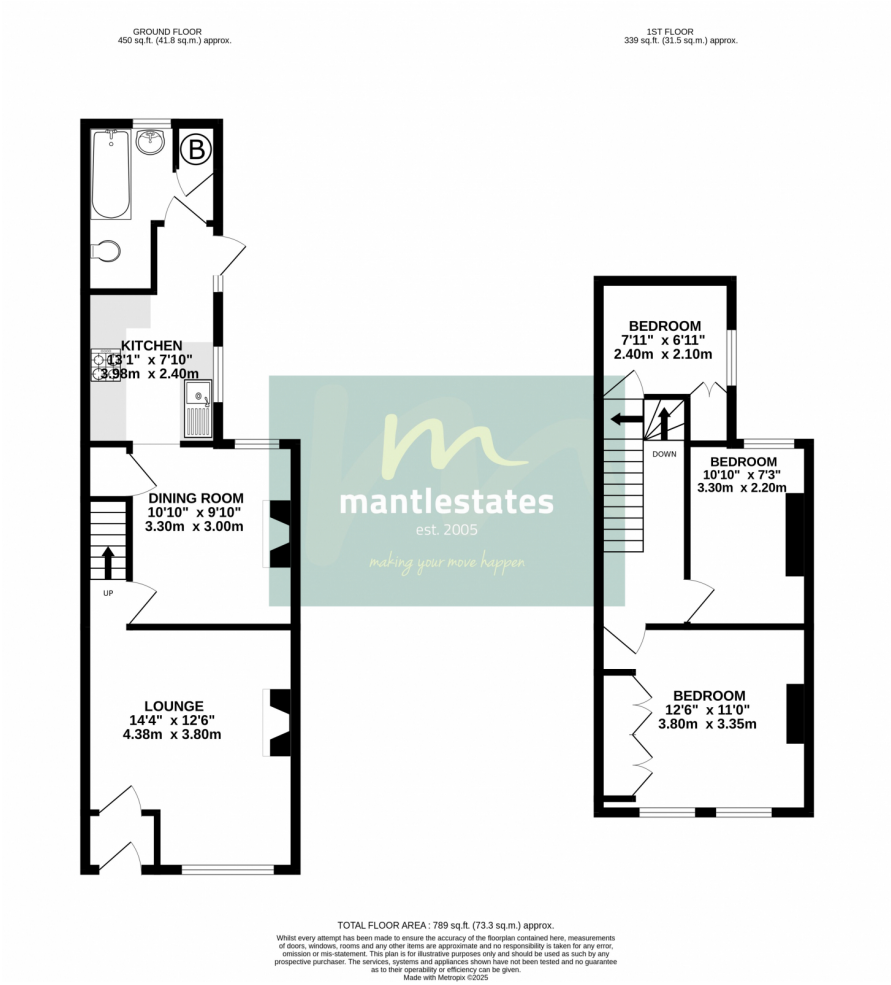 GROUND FLOOR
450 sq.ft. (41.8 sq.m.) approx.
1ST FLOOR
339 sq.ft. (31.5 sq.m.) approx.
B
KITCHEN
13'1" x 7'10"
3.98m x 2.40m
DINING ROOM
10'10" x 9'10"
3.30m x 3.00m
UP
LOUNGE
14'4" x 12'6"
4.38m x 3.80m
mantlestates
est. 2005
making your move happen
BEDROOM
7'11" x 6'11"
2.40m x 2.10m
DOWN
BEDROOM
10'10" x 7'3"
3.30m x 2.20m
BEDROOM
12'6" x 11'0"
3.80m x 3.35m
TOTAL FLOOR AREA : 789 sq.ft. (73.3 sq.m.) approx.
Whilst every attempt has been made to ensure the accuracy of the floorplan contained here, measurements
of doors, windows, rooms and any other items are approximate and no responsibility is taken for any error,
omission or mis-statement. This plan is for illustrative purposes only and should be used as such by any
prospective purchaser. The services, systems and appliances shown have not been tested and no guarantee
as to their operability or efficiency can be given.
Made with Metropix ©2025